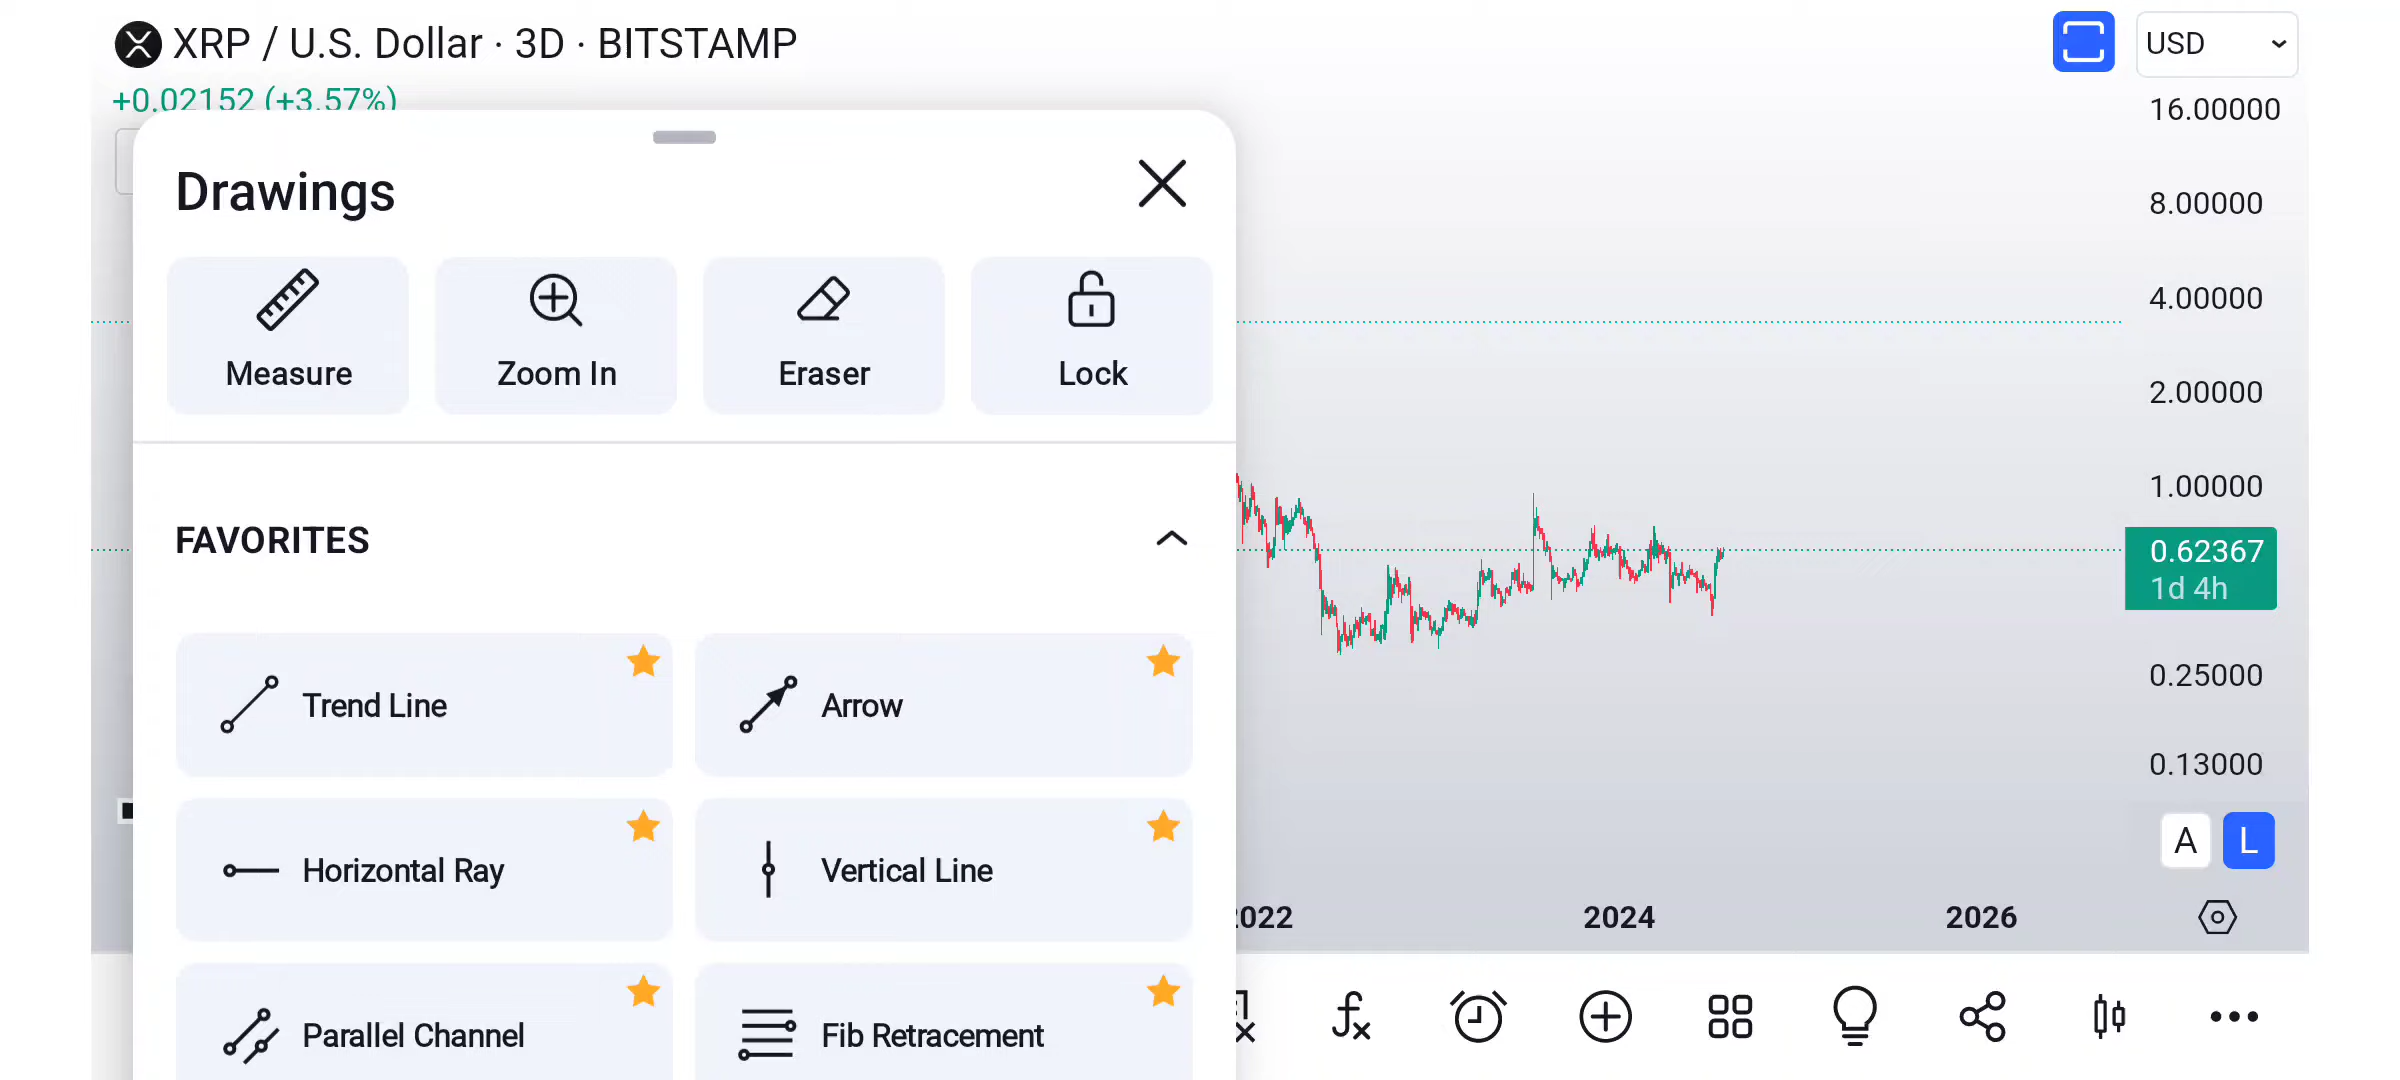 XRP / U.S. Dollar · 3D · BITSTAMP
USD
+0.02152 (+3.57%)
16.00000
Drawings
8.00000
4.00000
Measure
Zoom In
Eraser
Lock
2.00000
1.00000
FAVORITES
0.62367
1d 4h
0.25000
Trend Line
Arrow
0.13000
A
L
Horizontal Ray
Vertical Line
2022
2024
2026
Parallel Channel
Fib Retracement